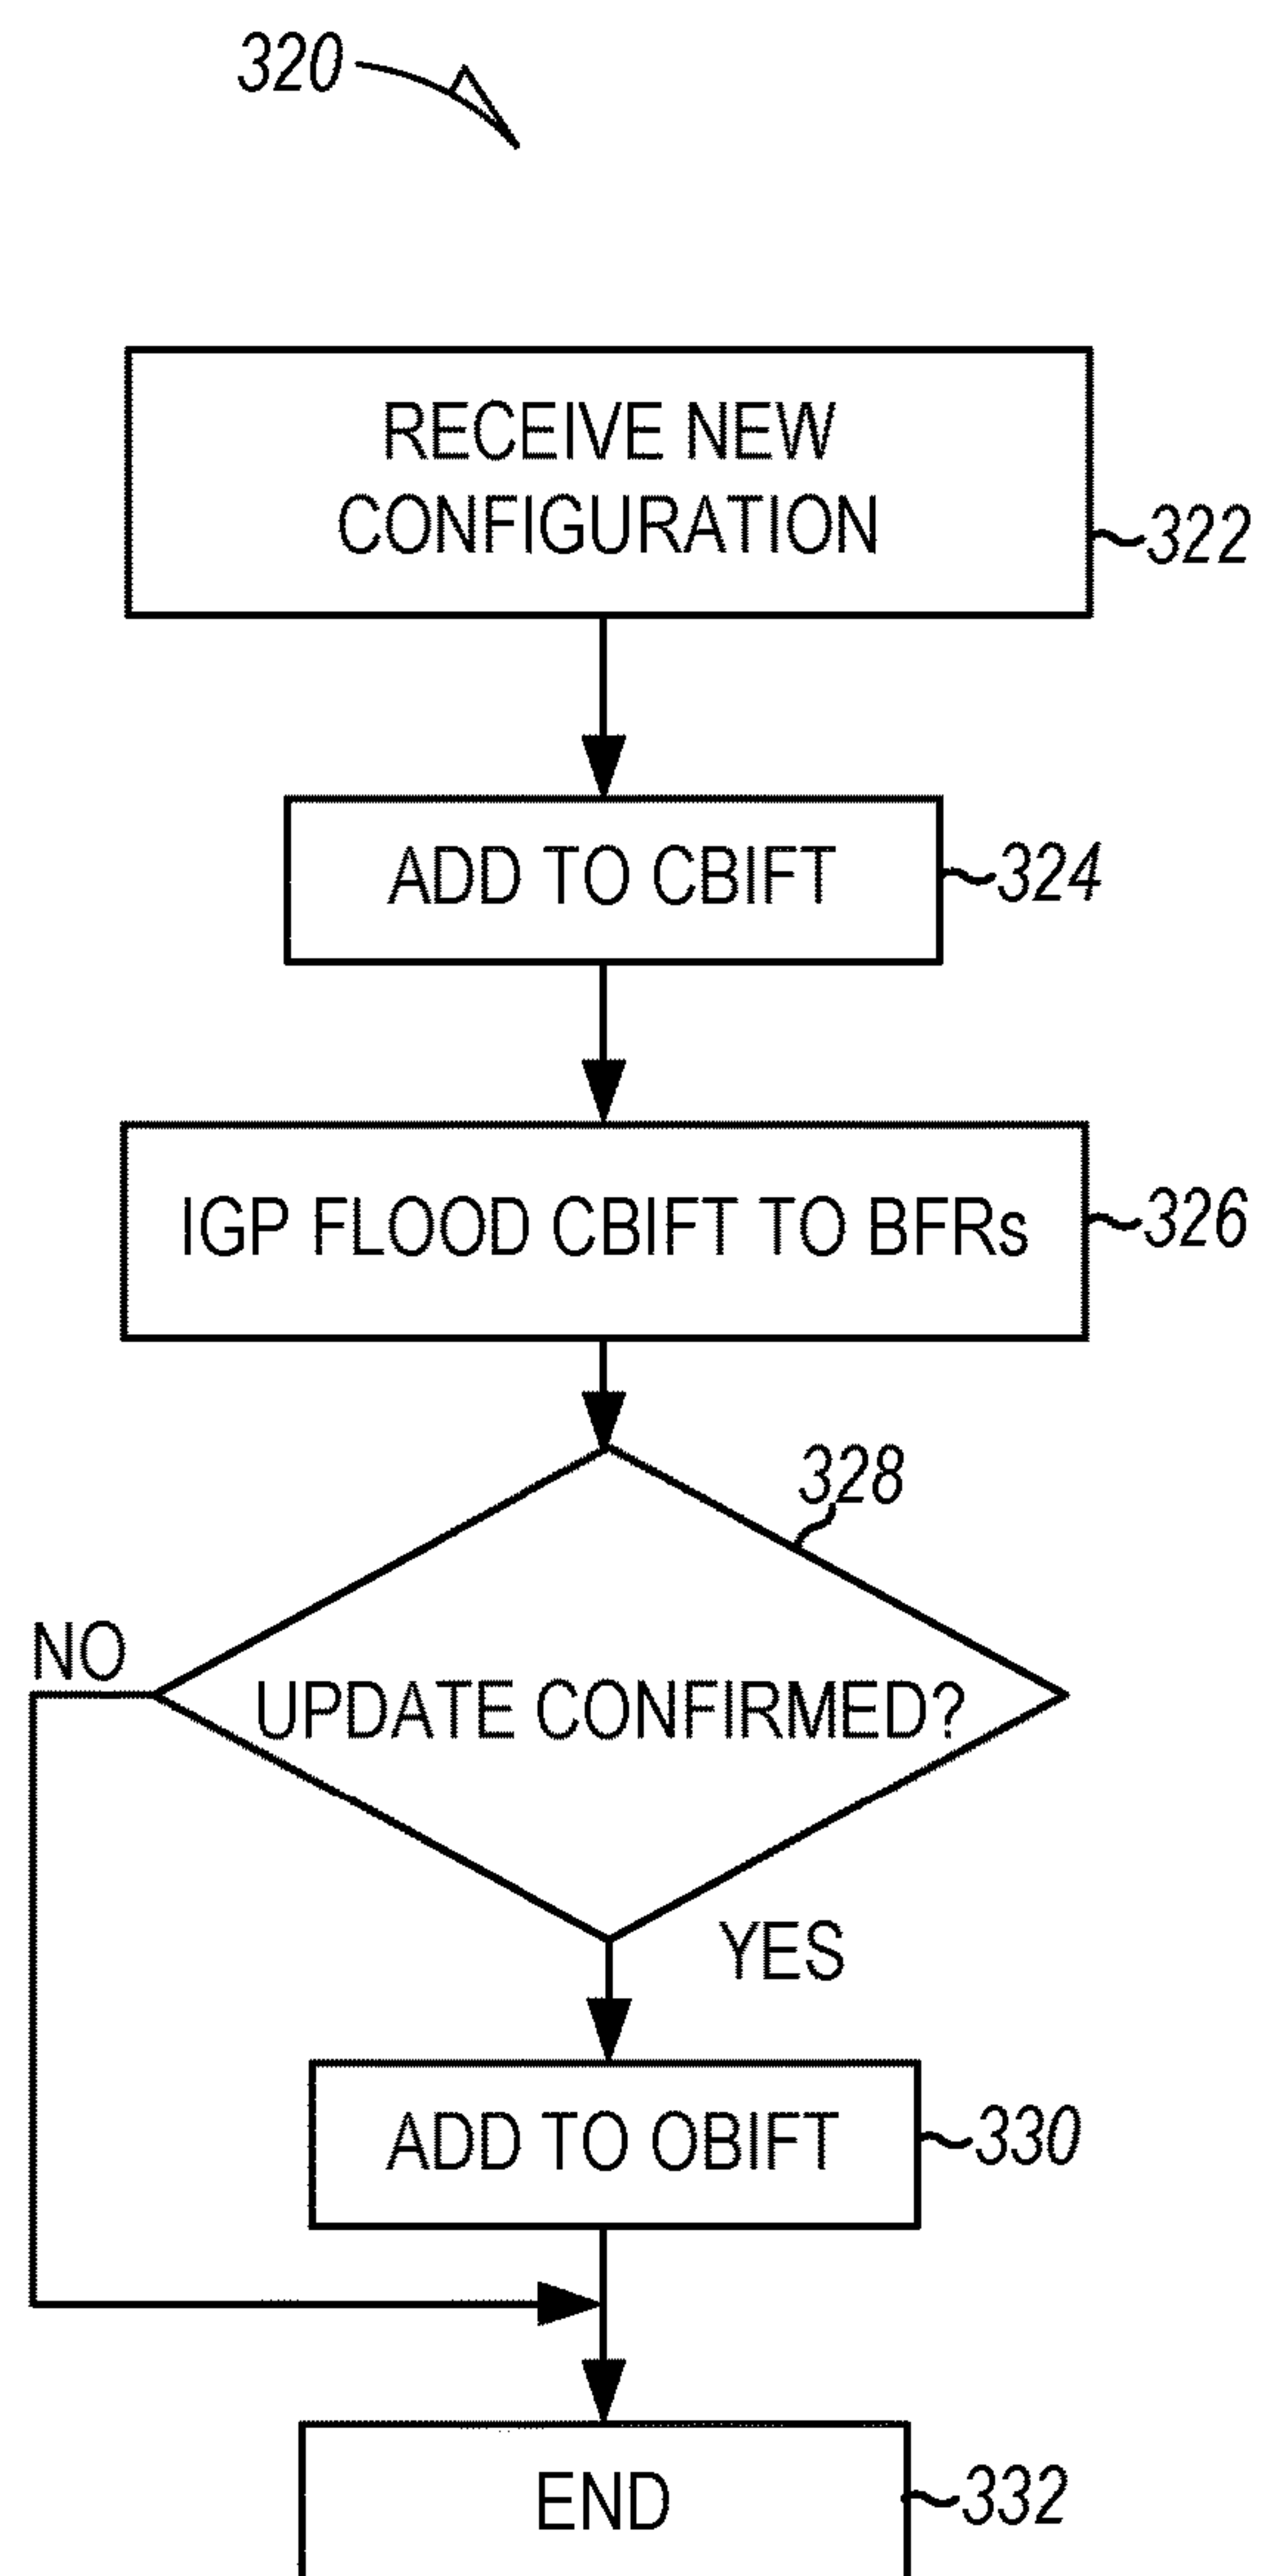 320
RECEIVE NEW
CONFIGURATION
322
ADD TO CBIFT
324
IGP FLOOD CBIFT TO BFRs
326
328
NO
UPDATE CONFIRMED?
YES
ADD TO OBIFT
330
END
332